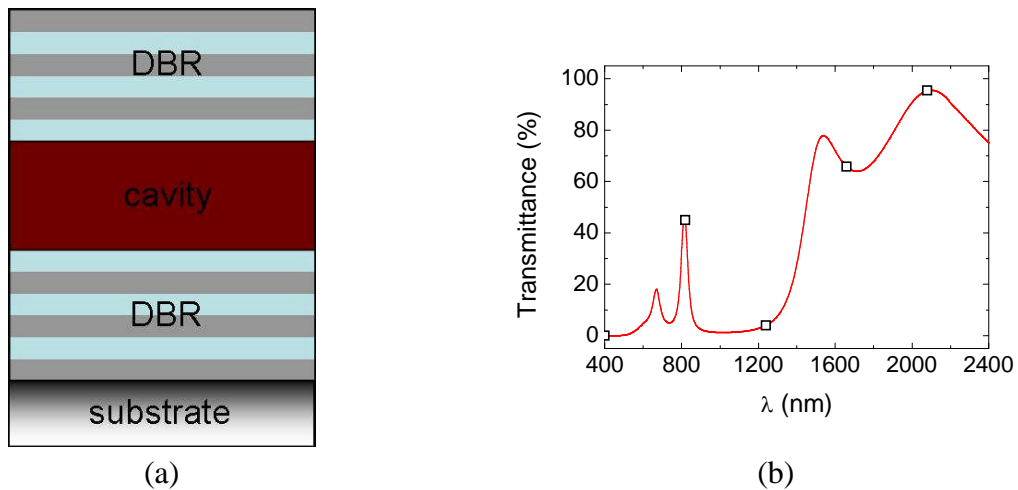 DBR
cavity
DBR
substrate
(a)
Transmittance (%)
100
80
60
40
20
0
400 800 1200 1600 2000 2400
λ (nm)
(b)